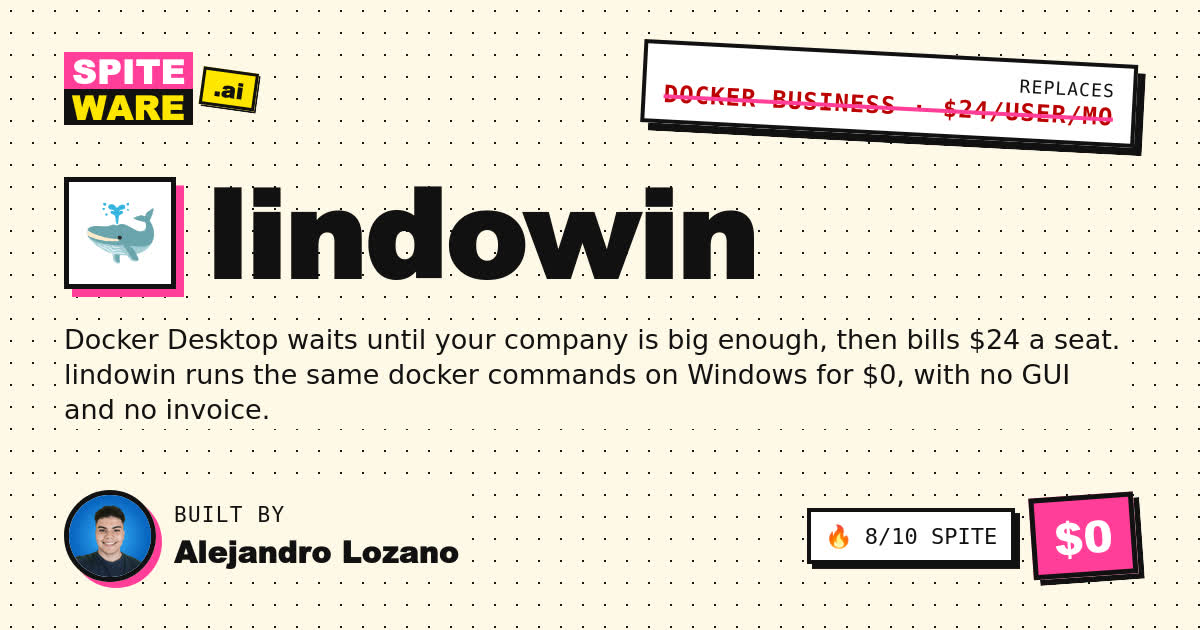 SPITE
WARE
.ai
REPLACES
DOCKER BUSINESS · $24/USER/MO
lindowin
Docker Desktop waits until your company is big enough, then bills $24 a seat.
lindowin runs the same docker commands on Windows for $0, with no GUI
and no invoice.
BUILT BY
Alejandro Lozano
🔥 8/10 SPITE
$0